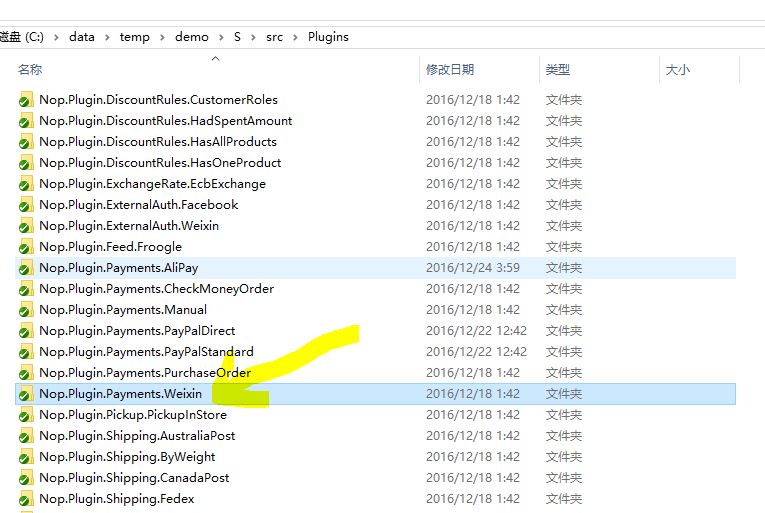 磁盘 (C:) › data › temp › demo › S › src › Plugins
名称 修改日期 类型 大小
Nop.Plugin.DiscountRules.CustomerRoles 2016/12/18 1:42 文件夹
Nop.Plugin.DiscountRules.HadSpentAmount 2016/12/18 1:42 文件夹
Nop.Plugin.DiscountRules.HasAllProducts 2016/12/18 1:42 文件夹
Nop.Plugin.DiscountRules.HasOneProduct 2016/12/18 1:42 文件夹
Nop.Plugin.ExchangeRate.EcbExchange 2016/12/18 1:42 文件夹
Nop.Plugin.ExternalAuth.Facebook 2016/12/18 1:42 文件夹
Nop.Plugin.ExternalAuth.Weixin 2016/12/18 1:42 文件夹
Nop.Plugin.Feed.Froogle 2016/12/18 1:42 文件夹
Nop.Plugin.Payments.AliPay 2016/12/24 3:59 文件夹
Nop.Plugin.Payments.CheckMoneyOrder 2016/12/18 1:42 文件夹
Nop.Plugin.Payments.Manual 2016/12/18 1:42 文件夹
Nop.Plugin.Payments.PayPalDirect 2016/12/22 12:42 文件夹
Nop.Plugin.Payments.PayPalStandard 2016/12/22 12:42 文件夹
Nop.Plugin.Payments.PurchaseOrder 2016/12/18 1:42 文件夹
Nop.Plugin.Payments.Weixin 2016/12/18 1:42 文件夹
Nop.Plugin.Pickup.PickupInStore 2016/12/18 1:42 文件夹
Nop.Plugin.Shipping.AustraliaPost 2016/12/18 1:42 文件夹
Nop.Plugin.Shipping.ByWeight 2016/12/18 1:42 文件夹
Nop.Plugin.Shipping.CanadaPost 2016/12/18 1:42 文件夹
Nop.Plugin.Shipping.Fedex 2016/12/18 1:42 文件夹